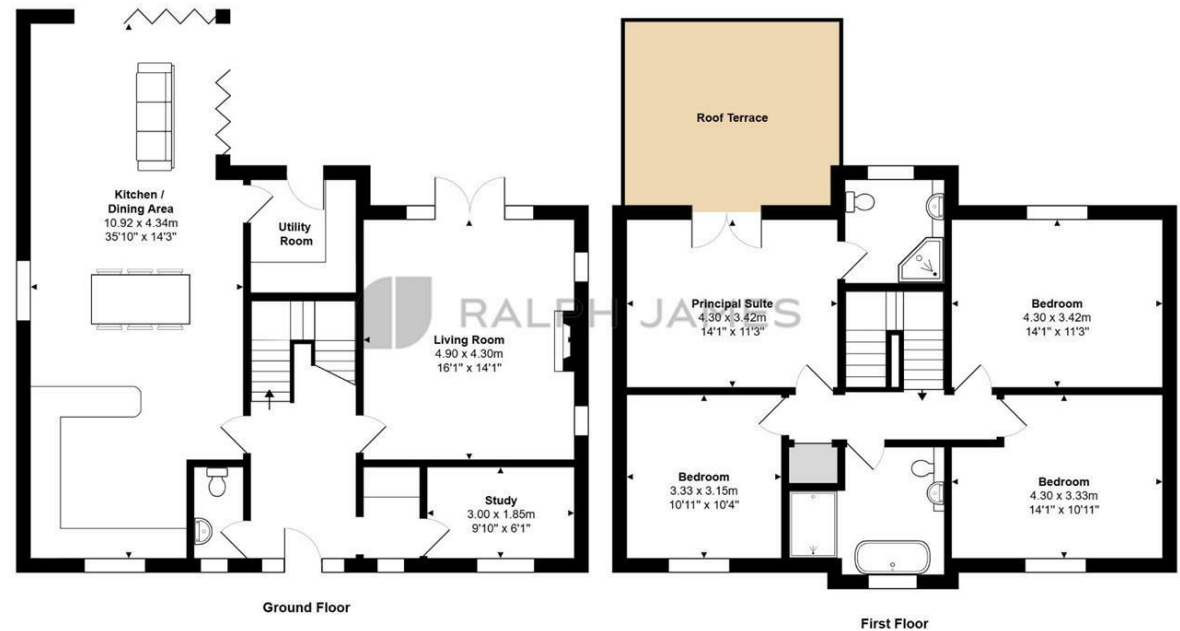 Roof Terrace
Kitchen /
Dining Area
10.92 x 4.34m
35'10" x 14'3"
Utility
Room
RALPH JAMES
Living Room
4.90 x 4.30m
16'1" x 14'1"
Principal Suite
4.30 x 3.42m
14'1" x 11'3"
Bedroom
4.30 x 3.42m
14'1" x 11'3"
Study
3.00 x 1.85m
9'10" x 6'1"
Bedroom
3.33 x 3.15m
10'11" x 10'4"
Bedroom
4.30 x 3.33m
14'1" x 10'11"
Ground Floor
First Floor